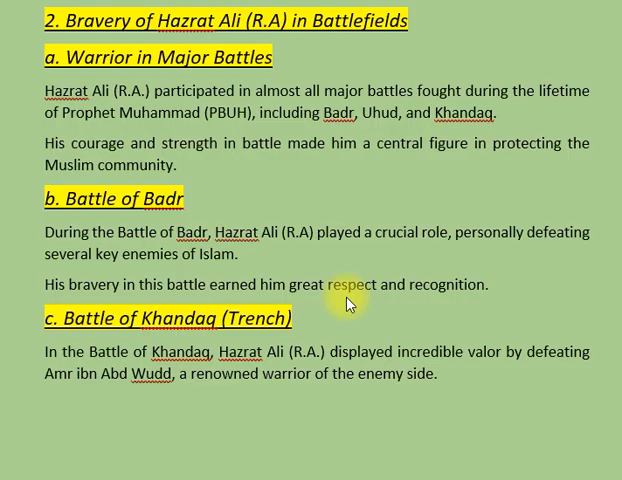 2. Bravery of Hazrat Ali (R.A) in Battlefields
a. Warrior in Major Battles
Hazrat Ali (R.A.) participated in almost all major battles fought during the lifetime
of Prophet Muhammad (PBUH), including Badr, Uhud, and Khandaq.
His courage and strength in battle made him a central figure in protecting the
Muslim community.
b. Battle of Badr
During the Battle of Badr, Hazrat Ali (R.A) played a crucial role, personally defeating
several key enemies of Islam.
His bravery in this battle earned him great respect and recognition.
c. Battle of Khandaq (Trench)
In the Battle of Khandaq, Hazrat Ali (R.A.) displayed incredible valor by defeating
Amr ibn Abd Wudd, a renowned warrior of the enemy side.